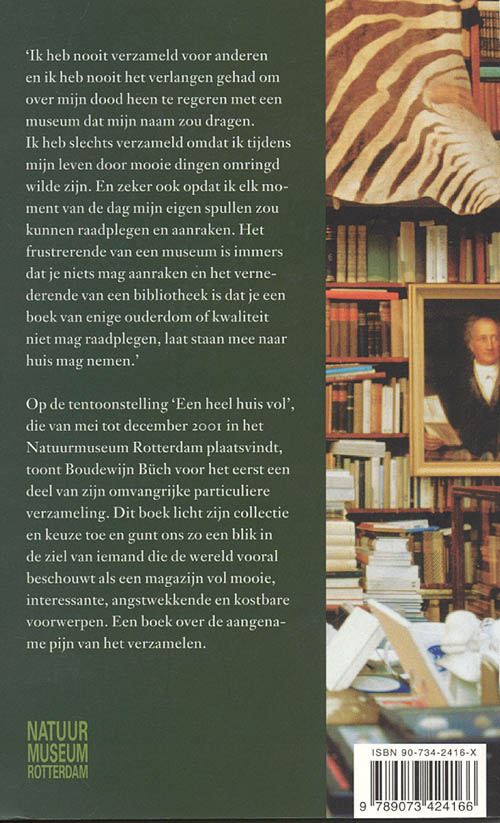 ‘Ik heb nooit verzameld voor anderen
en ik heb nooit het verlangen gehad om
over mijn dood heen te regeren met een
museum dat mijn naam zou dragen.
Ik heb slechts verzameld omdat ik tijdens
mijn leven door mooie dingen omringd
wilde zijn. En zeker ook opdat ik elk mo-
ment van de dag mijn eigen spullen zou
kunnen raadplegen en aanraken. Het
frustrerende van een museum is immers
dat je niets mag aanraken en het verne-
derende van een bibliotheek is dat je een
boek van enige ouderdom of kwaliteit
niet mag raadplegen, laat staan mee naar
huis mag nemen.’
Op de tentoonstelling ‘Een heel huis vol’,
die van mei tot december 2001 in het
Natuurmuseum Rotterdam plaatsvindt,
toont Boudewijn Büch voor het eerst een
deel van zijn omvangrijke particuliere
verzameling. Dit boek licht zijn collectie
en keuze toe en gunt ons zo een blik in
de ziel van iemand die de wereld vooral
beschouwt als een magazijn vol mooie,
interessante, angstwekkende en kostbare
voorwerpen. Een boek over de aangena-
me pijn van het verzamelen.
NATUUR
MUSEUM
ROTTERDAM
ISBN 90-734-2416-X
9 789073 424166